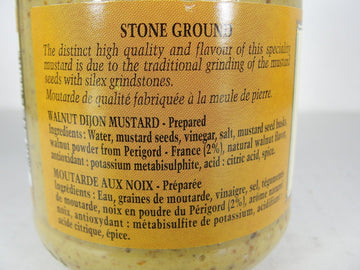 STONE GROUND
The distinct high quality and flavour of this speciality
mustard is due to the traditional grinding of the mustard
seeds with silex grindstones.
Moutarde de qualité fabriquée à la meule de pierre.
WALNUT DIJON MUSTARD - Prepared
Ingredients : Water, mustard seeds, vinegar, salt, mustard seed husks,
walnut powder from Perigord - France (2%), natural walnut flavor,
antioxidant : potassium metabisulphite, acid : citric acid, spice.
MOUTARDE AUX NOIX - Préparée
Ingrédients : Eau, graines de moutarde, vinaigre, sel, téguments
de moutarde, noix en poudre du Périgord (2%), arôme naturel
noix, antioxydant : métabisulfite de potassium, acidifiant :
acide citrique, épice.